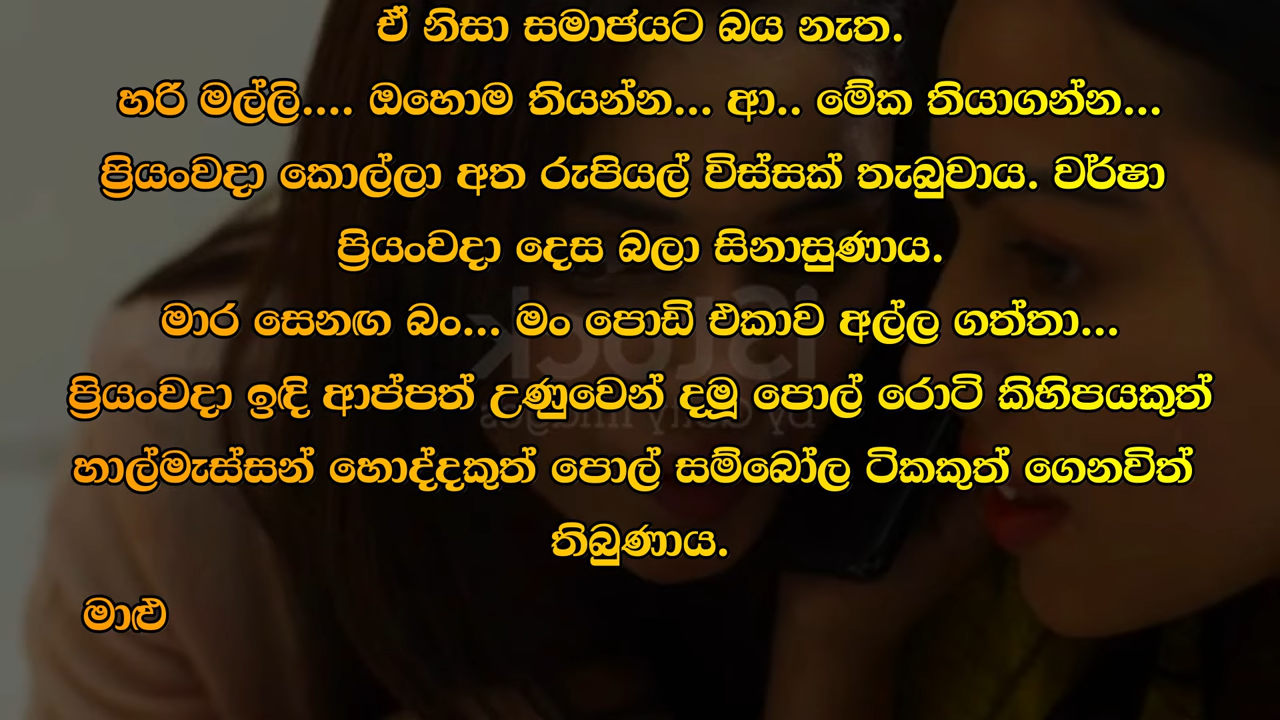 ඒ නිසා සමාජයට බය නැත.
හරි මල්ලි.... ඔහොම තියන්න... ආ.. මේක තියාගන්න...
ප්‍රියංවදා කොල්ලා අත රුපියල් විස්සක් තැබුවාය. වර්ෂා
ප්‍රියංවදා දෙස බලා සිනාසුණාය.
මාර සෙනඟ බං... මං පොඩි එකාව අල්ල ගත්තා...
ප්‍රියංවදා ඉඳි ආප්පත් උණුවෙන් දමූ පොල් රොටි කිහිපයකුත්
හාල්මැස්සන් හොද්දකුත් පොල් සම්බෝල ටිකකුත් ගෙනවිත්
තිබුණාය.
මාළු